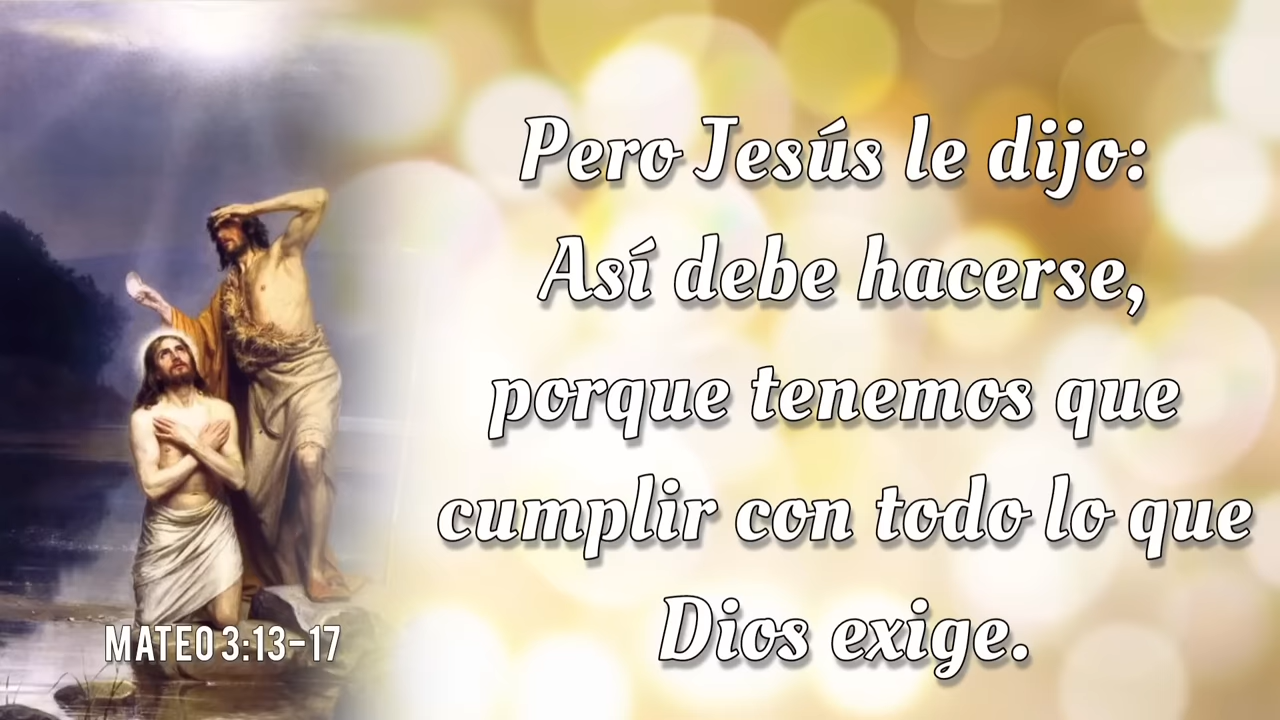 Pero Jesús le dijo:
Así debe hacerse,
porque tenemos que
cumplir con todo lo que
Dios exige.
MATEO 3:13-17